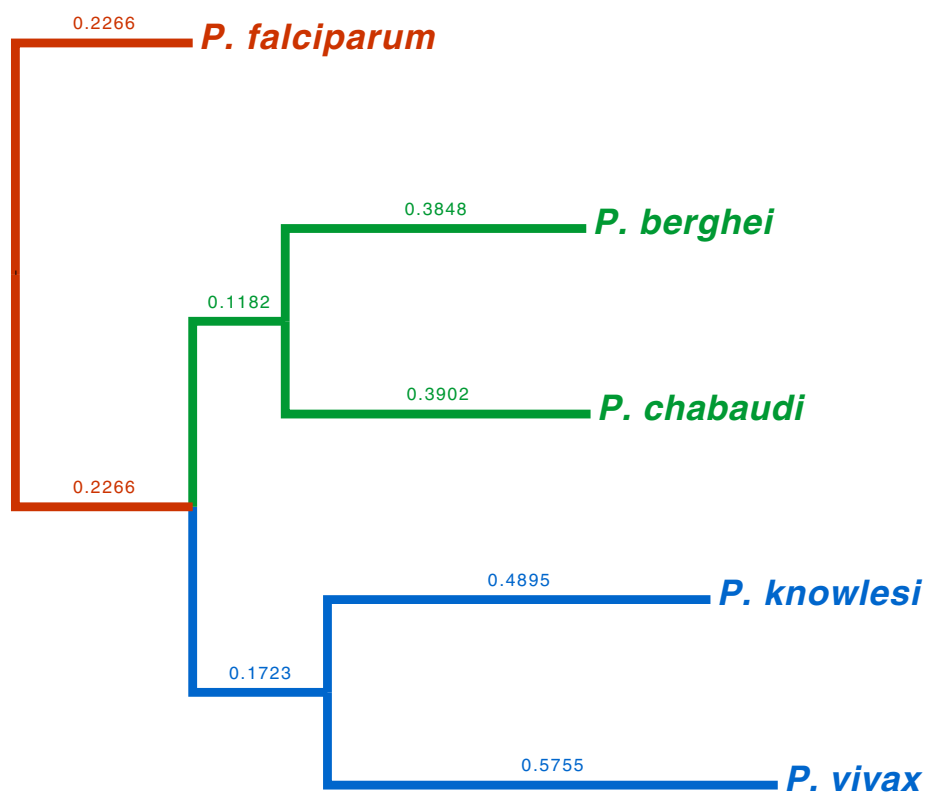 0.2266
P. falciparum
0.3848
P. berghei
0.1182
0.3902
P. chabaudi
0.2266
0.4895
P. knowlesi
0.1723
0.5755
P. vivax